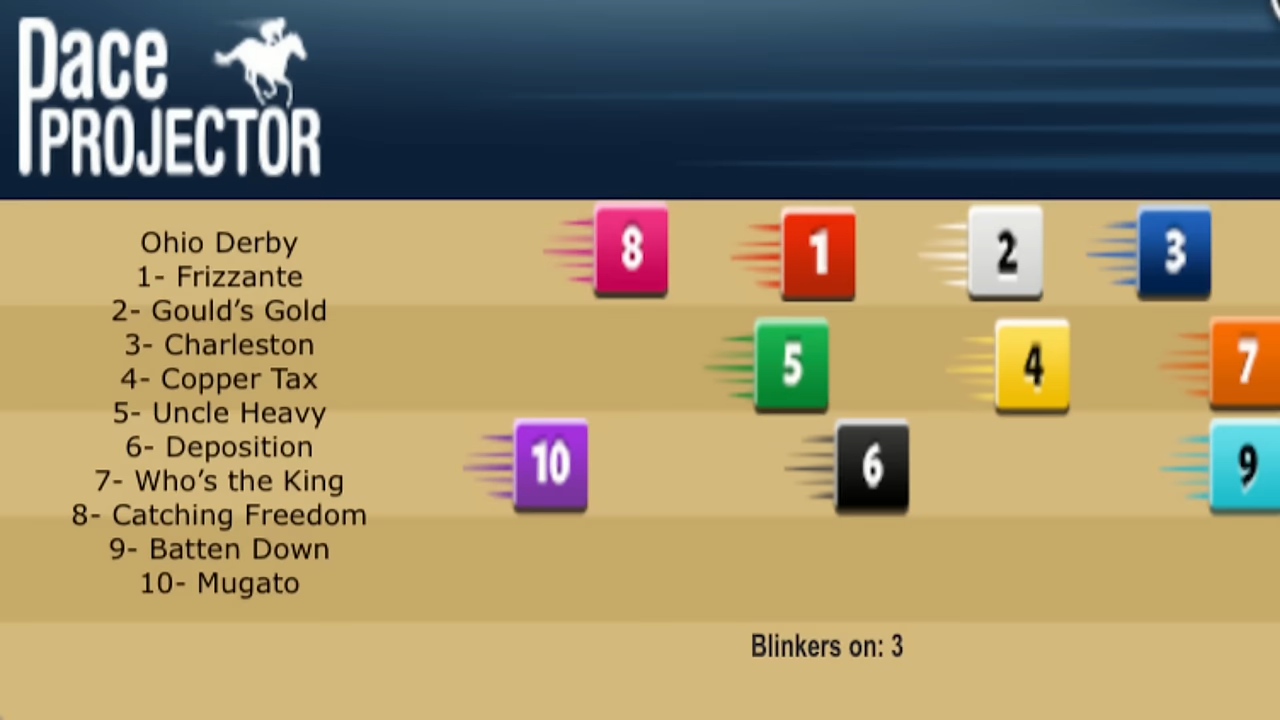 Pace
PROJECTOR
Ohio Derby
1- Frizzante
2- Gould’s Gold
3- Charleston
4- Copper Tax
5- Uncle Heavy
6- Deposition
7- Who’s the King
8- Catching Freedom
9- Batten Down
10- Mugato
8 1 2 3
5 4 7
10 6 9
Blinkers on: 3